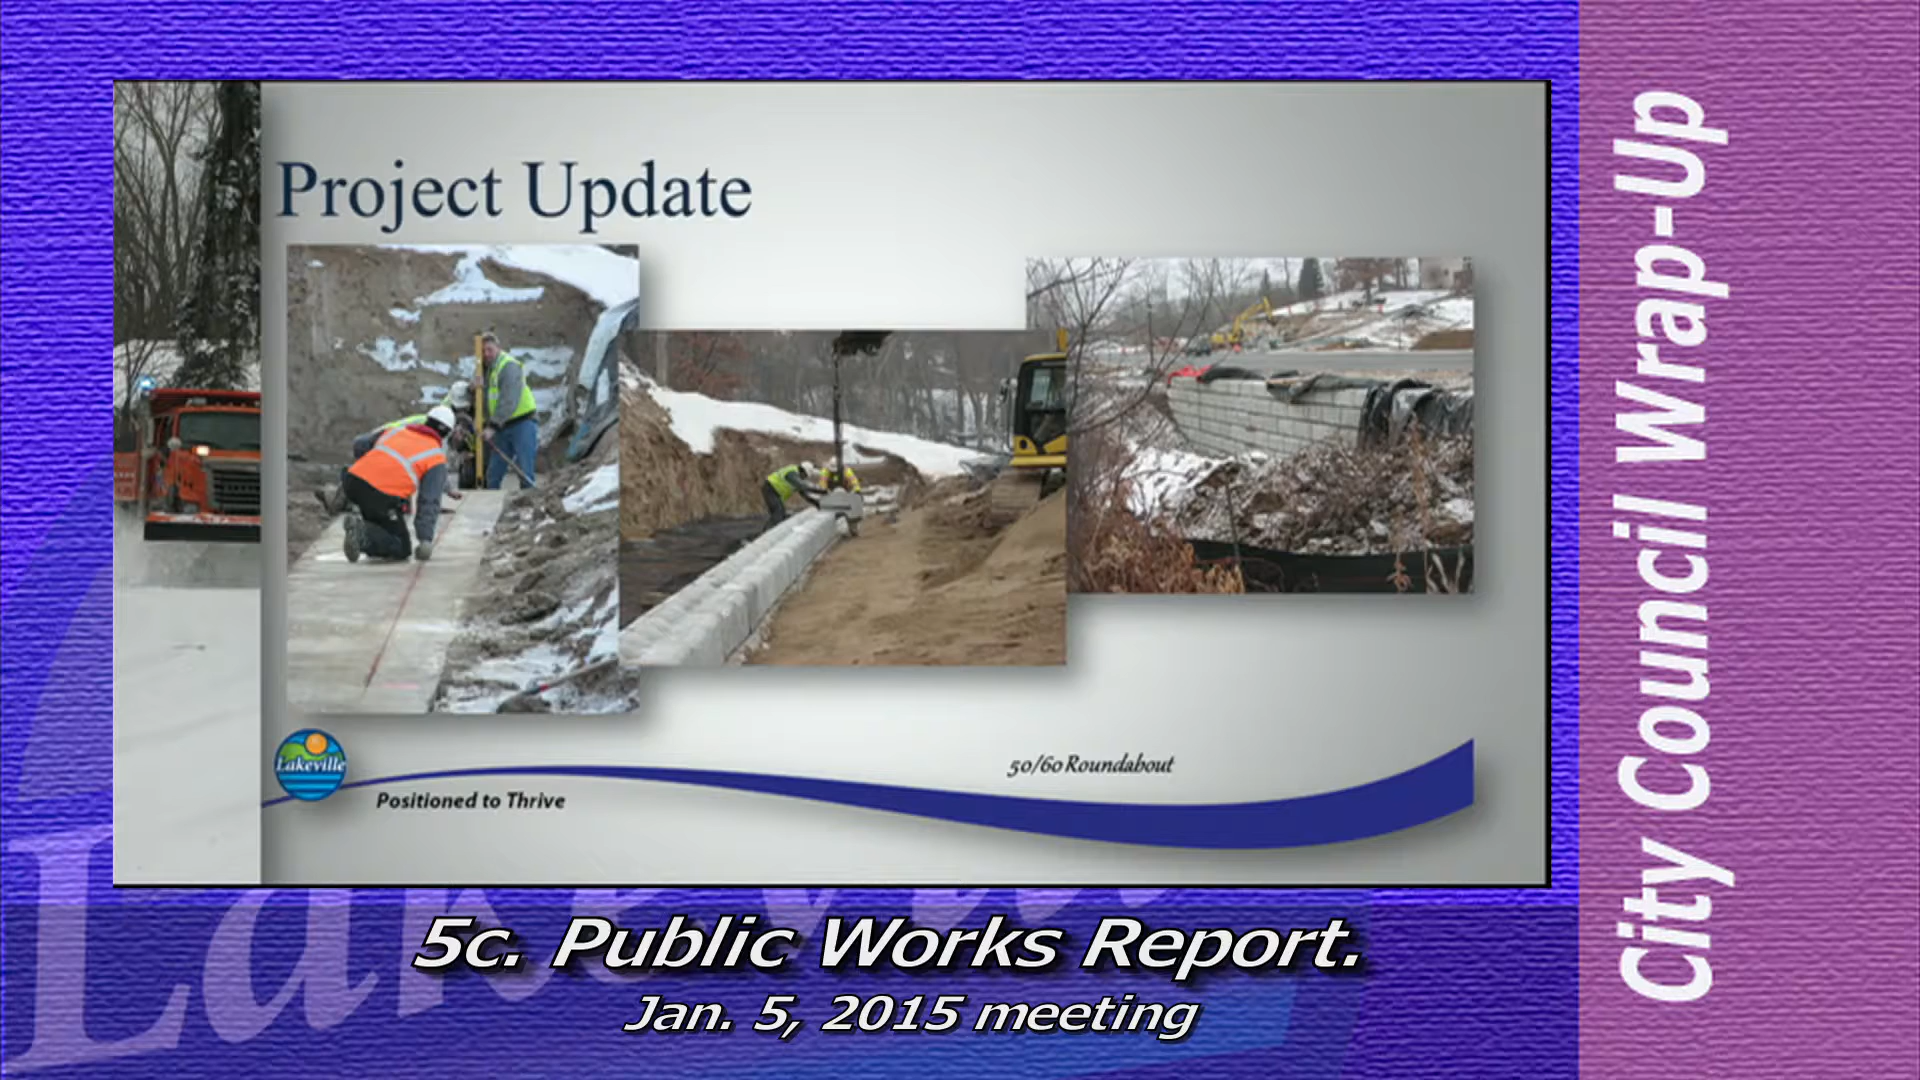 Project Update
Lakeville
Positioned to Thrive
50/60 Roundabout
City Council Wrap-Up
Lakevill
5c. Public Works Report.
Jan. 5, 2015 meeting